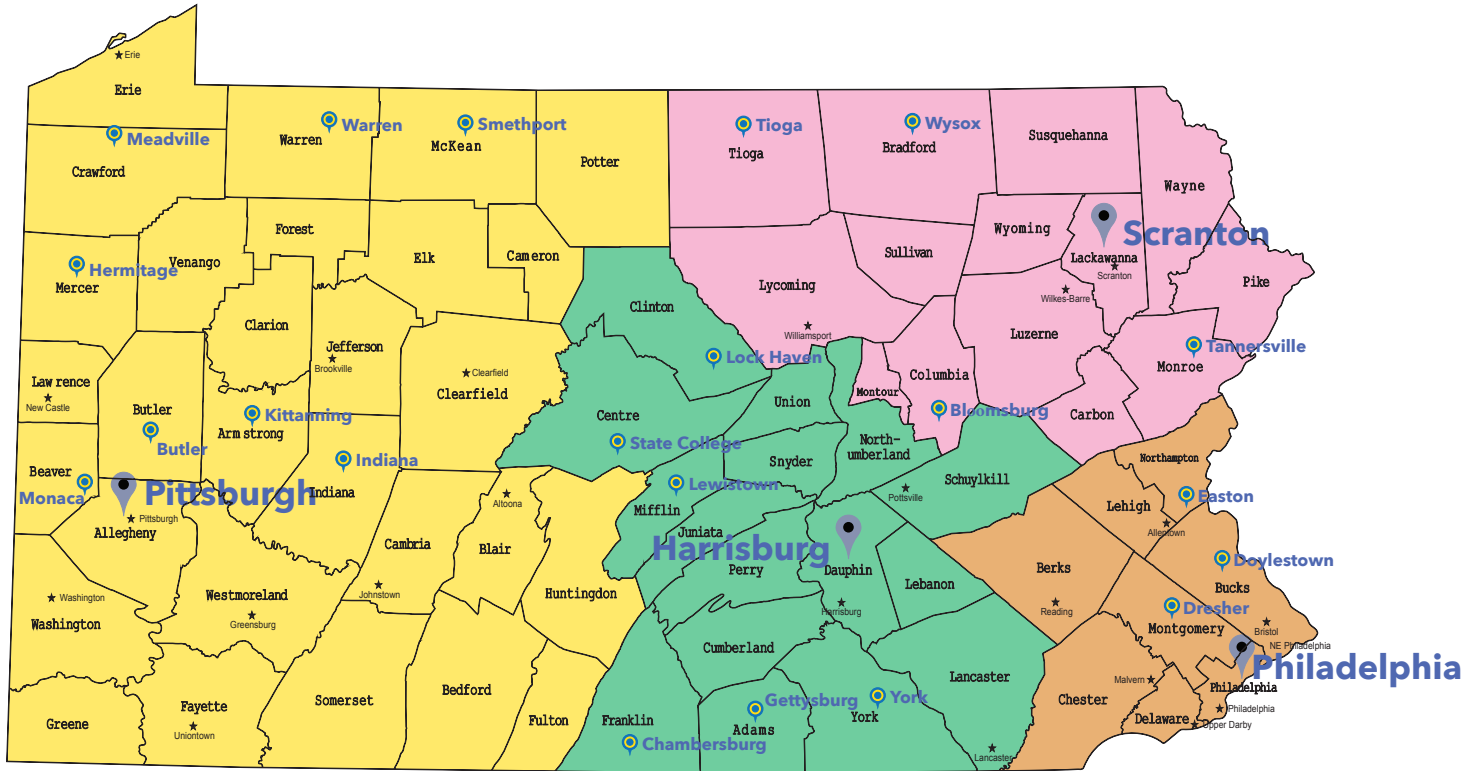 Erie
Erie
Meadville
Crawford
Warren
Warren
Smethport
McKean
Potter
Tioga
Tioga
Wysox
Bradford
Susquehanna
Wayne
Forest
Venango
Hermitage
Mercer
Elk
Cameron
Wyoming
Scranton
Lackawanna
Scranton
Sullivan
Lycoming
Williamsport
Wilkes-Barre
Pike
Clinton
Clarion
Jefferson
Brookville
Luzerne
Tannersville
Monroe
Lock Haven
Law rence
New Castle
Clearfield
Clearfield
Columbia
Montour
Bloomsburg
Carbon
Butler
Butler
Kittanning
Arm strong
Centre
State College
Union
North-
umberland
Indiana
Indiana
Beaver
Monaca
Pittsburgh
Pittsburgh
Allegheny
Snyder
Lewistown
Mifflin
Juniata
Schuylkill
Pottsville
Northampton
Lehigh
Easton
Allentown
Altoona
Cambria
Blair
Johnstown
Harrisburg
Perry
Dauphin
Harrisburg
Lebanon
Berks
Reading
Doylestown
Bucks
Dresher
Montgomery
Bristol
NE Philadelphia
Huntingdon
Westmoreland
Greensburg
Washington
Washington
Cumberland
Lancaster
Lancaster
Chester
Malvern
Philadelphia
Philadelphia
Philadelphia
Delaware
Upper Darby
Greene
Fayette
Uniontown
Somerset
Bedford
Fulton
Franklin
Chambersburg
Gettysburg
Adams
York
York